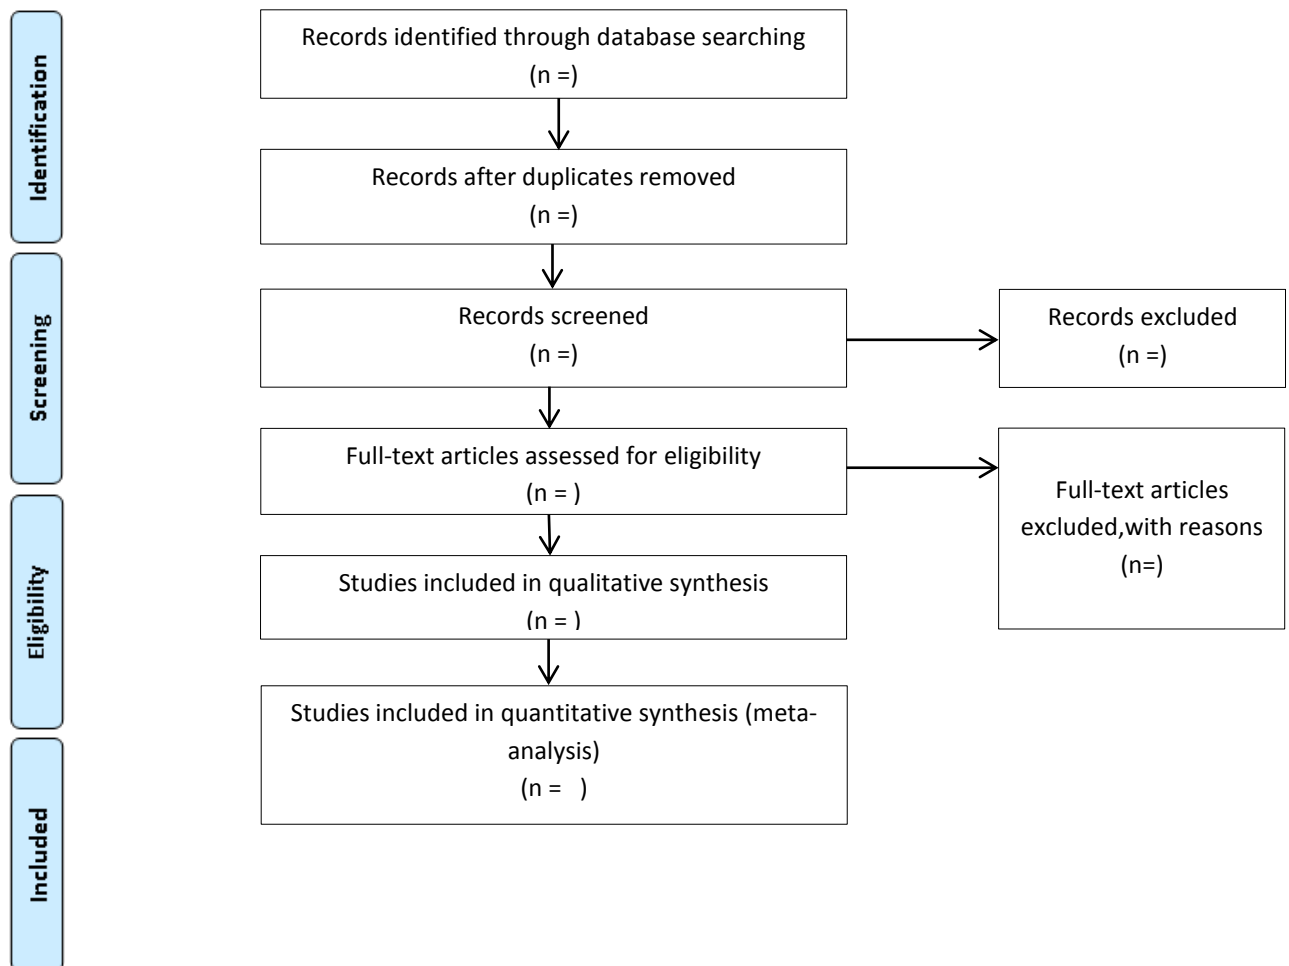 Identification
Records identified through database searching
(n =)
Records after duplicates removed
(n =)
Screening
Records screened
(n =)
Records excluded
(n =)
Full-text articles assessed for eligibility
(n = )
Full-text articles
excluded,with reasons
(n=)
Eligibility
Studies included in qualitative synthesis
(n = )
Studies included in quantitative synthesis (meta-
analysis)
(n =   )
Included